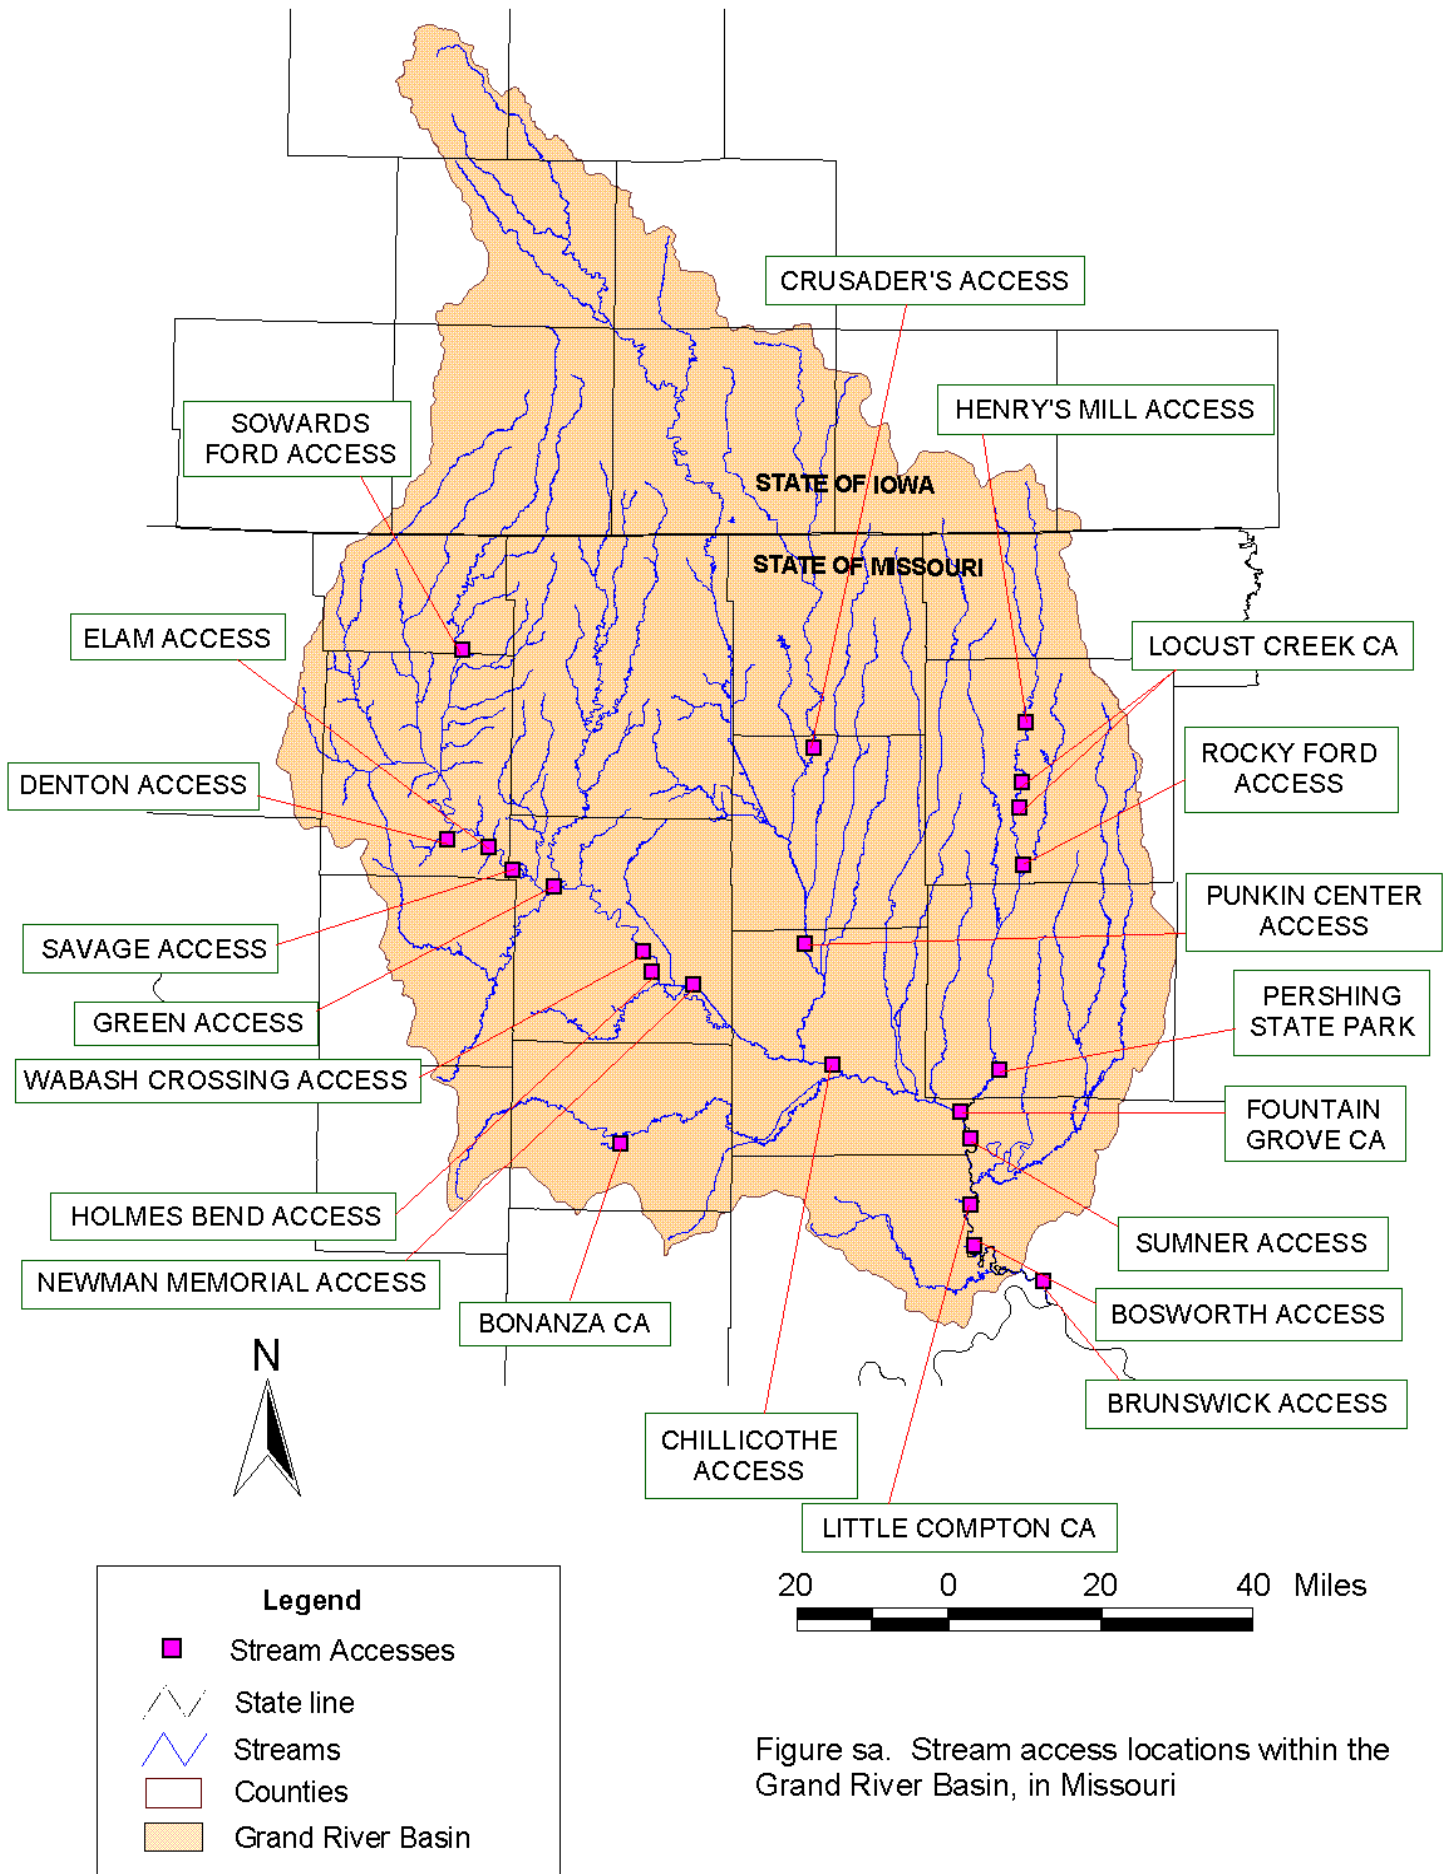 CRUSADER'S ACCESS
HENRY'S MILL ACCESS
SOWARDS
FORD ACCESS
STATE OF IOWA
STATE OF MISSOURI
ELAM ACCESS
LOCUST CREEK CA
ROCKY FORD
ACCESS
DENTON ACCESS
PUNKIN CENTER
ACCESS
SAVAGE ACCESS
PERSHING
STATE PARK
GREEN ACCESS
WABASH CROSSING ACCESS
FOUNTAIN
GROVE CA
HOLMES BEND ACCESS
SUMNER ACCESS
NEWMAN MEMORIAL ACCESS
BONANZA CA
BOSWORTH ACCESS
N
BRUNSWICK ACCESS
CHILLICOTHE
ACCESS
LITTLE COMPTON CA
20 0 20 40 Miles
Legend
Stream Accesses
State line
Streams
Counties
Grand River Basin
Figure sa. Stream access locations within the
Grand River Basin, in Missouri